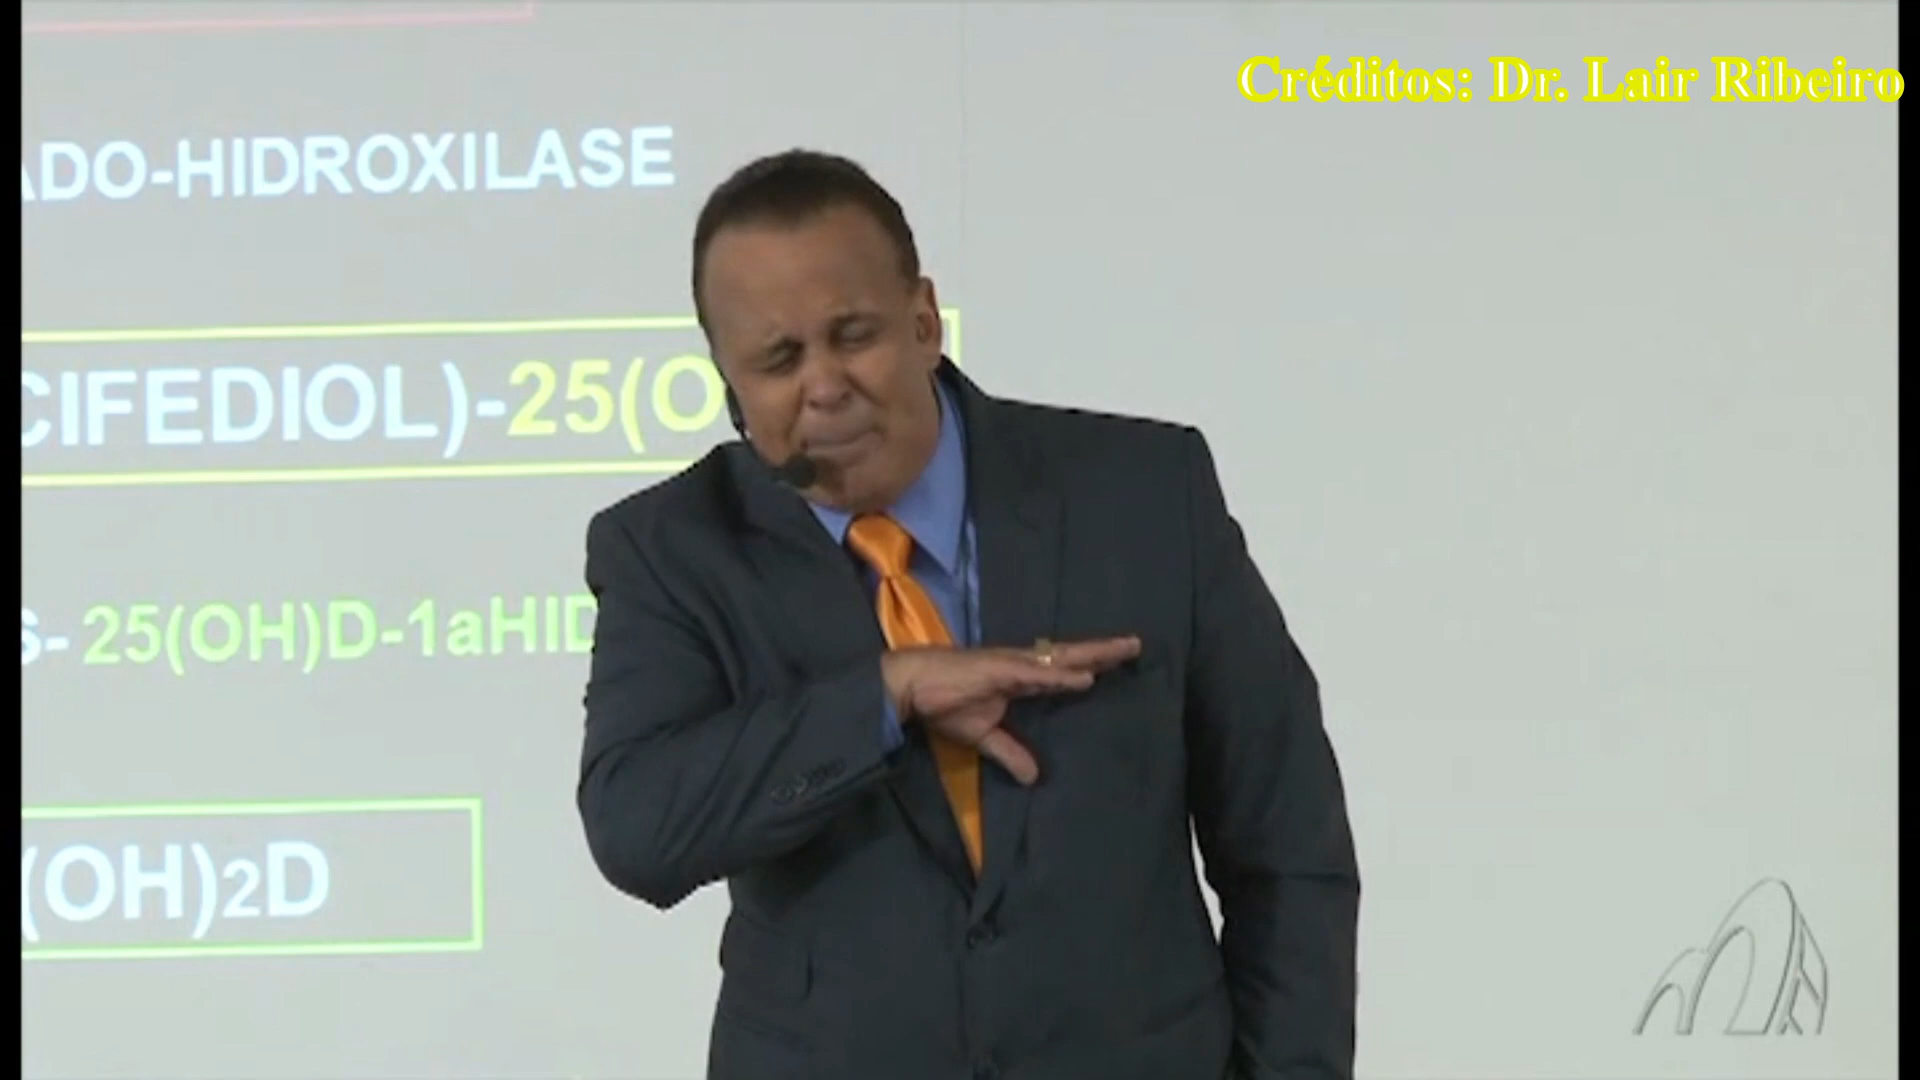 Créditos: Dr. Lair Ribeiro
ADO-HIDROXILASE
CIFEDIOL)-25(O
S- 25(OH)D-1aHID
(OH)2D